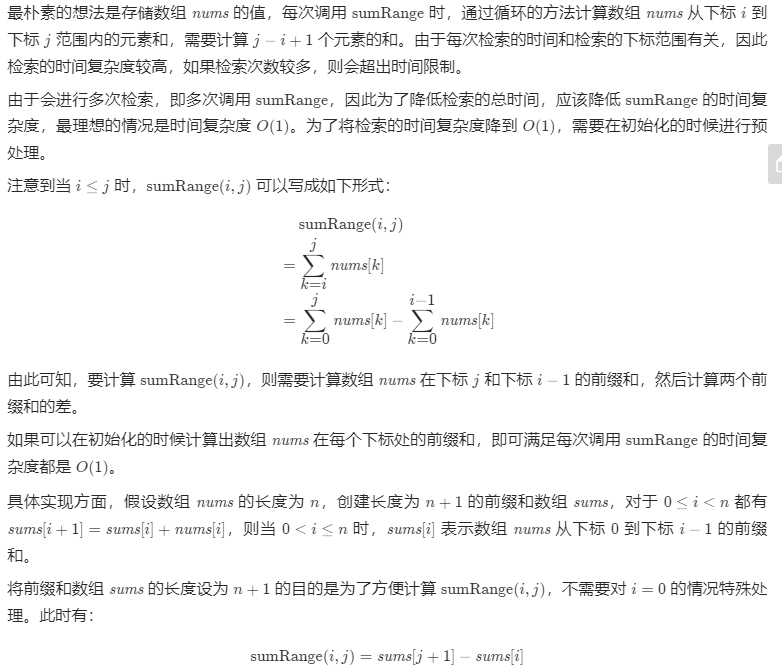 最朴素的想法是存储数组 nums 的值，每次调用 sumRange 时，通过循环的方法计算数组 nums 从下标 i 到
下标 j 范围内的元素和，需要计算 j − i + 1 个元素的和。由于每次检索的时间和检索的下标范围有关，因此
检索的时间复杂度较高，如果检索次数较多，则会超出时间限制。
由于会进行多次检索，即多次调用 sumRange，因此为了降低检索的总时间，应该降低 sumRange 的时间复
杂度，最理想的情况是时间复杂度 O(1)。为了将检索的时间复杂度降到 O(1)，需要在初始化的时候进行预
处理。
注意到当 i ≤ j 时，sumRange(i, j) 可以写成如下形式：
sumRange(i, j)
= ∑_{k=i}^{j} nums[k]
= ∑_{k=0}^{j} nums[k] − ∑_{k=0}^{i−1} nums[k]
由此可知，要计算 sumRange(i, j)，则需要计算数组 nums 在下标 j 和下标 i − 1 的前缀和，然后计算两个前
缀和的差。
如果可以在初始化的时候计算出数组 nums 在每个下标处的前缀和，即可满足每次调用 sumRange 的时间复
杂度都是 O(1)。
具体实现方面，假设数组 nums 的长度为 n，创建长度为 n + 1 的前缀和数组 sums，对于 0 ≤ i < n 都有
sums[i + 1] = sums[i] + nums[i]，则当 0 < i ≤ n 时，sums[i] 表示数组 nums 从下标 0 到下标 i − 1 的前缀
和。
将前缀和数组 sums 的长度设为 n + 1 的目的是为了方便计算 sumRange(i, j)，不需要对 i = 0 的情况特殊处
理。此时有：
sumRange(i, j) = sums[j + 1] − sums[i]